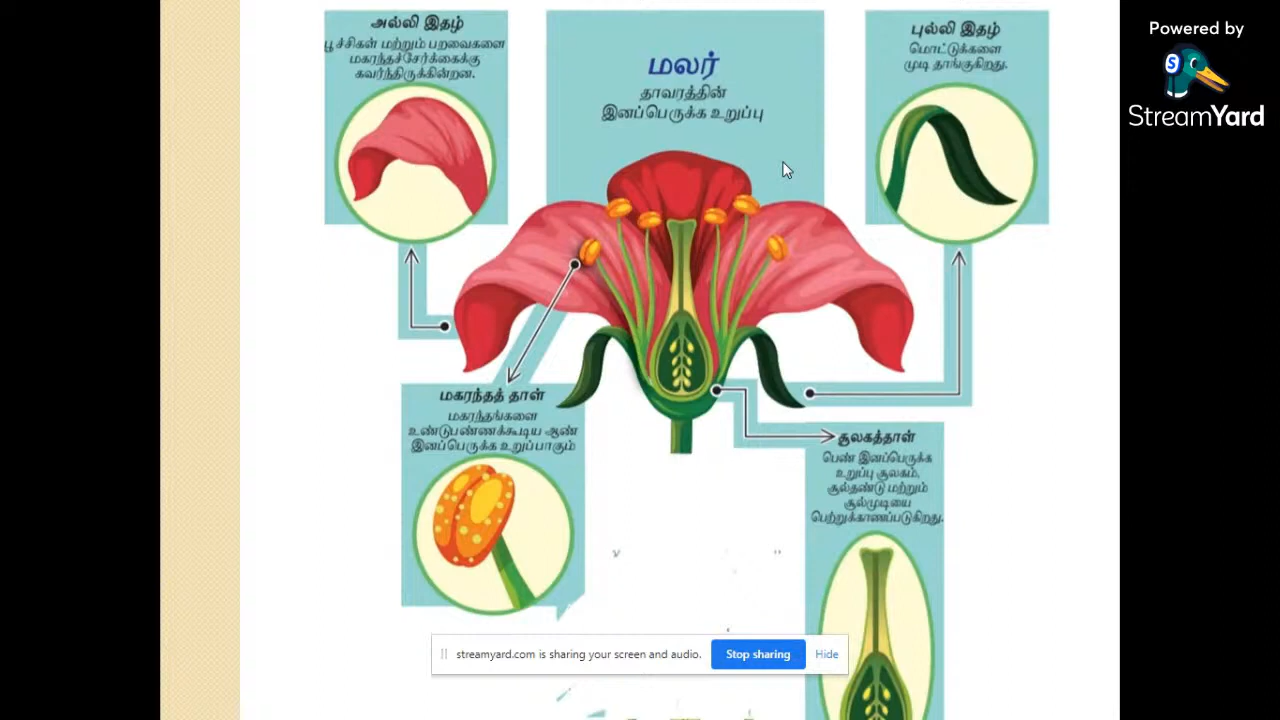 அல்லி இதழ்
பூச்சிகள் மற்றும் பறவைகளை
மகரந்தச்சேர்க்கைக்கு
கவர்ந்திருக்கின்றன.
மலர்
தாவரத்தின்
இனப்பெருக்க உறுப்பு
புல்லி இதழ்
மொட்டுக்களை
முடி தாங்குகிறது.
Powered by
StreamYard
மகரந்தத் தாள்
மகரந்தங்களை
உண்டுபண்ணக்கூடிய ஆண்
இனப்பெருக்க உறுப்பாகும்
சூலகத்தாள்
பெண் இனப்பெருக்க
உறுப்பு சூலகம்,
சூல்தண்டு மற்றும்
சூல்முடியை
பெற்றுக்காணப்படுகிறது.
streamyard.com is sharing your screen and audio.
Stop sharing
Hide